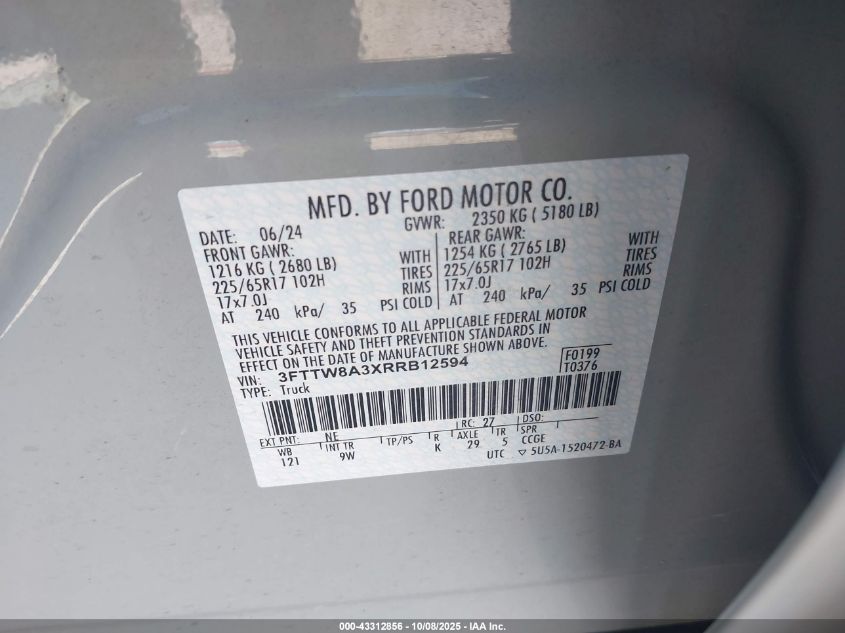 MFD. BY FORD MOTOR CO.
DATE: 06/24 GVWR: 2350 KG ( 5180 LB)
FRONT GAWR: REAR GAWR:
1216 KG ( 2680 LB) WITH 1254 KG ( 2765 LB) WITH
225/65R17 102H TIRES 225/65R17 102H TIRES
17x7.0J RIMS 17x7.0J RIMS
AT 240 kPa/ 35 PSI COLD AT 240 kPa/ 35 PSI COLD
THIS VEHICLE CONFORMS TO ALL APPLICABLE FEDERAL MOTOR
VEHICLE SAFETY AND THEFT PREVENTION STANDARDS IN
EFFECT ON THE DATE OF MANUFACTURE SHOWN ABOVE.
VIN: 3FTTW8A3XRRB12594 F0199
TYPE: Truck T0376
EXT PNT: NE RC: 27 DSO:
WB INT TR TP/PS R AXLE TR SPR
121 9W K 29 5 CCGE
UTC ▽ 5U5A-1520472-BA
000-43312856 - 10/08/2025 - IAA Inc.